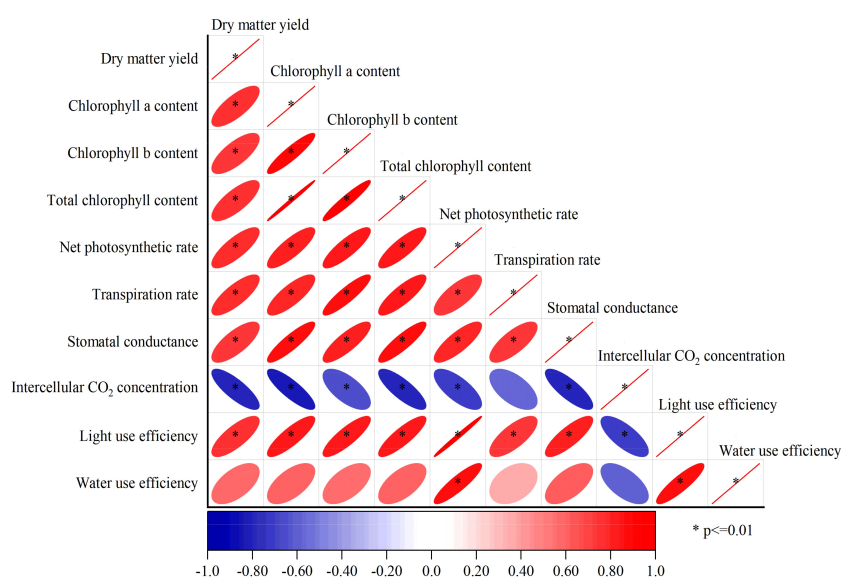 Dry matter yield
Dry matter yield
*
Chlorophyll a content
Chlorophyll a content
* *
Chlorophyll b content
Chlorophyll b content
* * *
Total chlorophyll content
Total chlorophyll content
* * * *
Net photosynthetic rate
Net photosynthetic rate
* * * * *
Transpiration rate
Transpiration rate
* * * * * *
Stomatal conductance
Stomatal conductance
* * * * * * *
Intercellular CO₂ concentration
Intercellular CO₂ concentration
* * * * * * *
Light use efficiency
Light use efficiency
* * * * * * * * *
Water use efficiency
Water use efficiency
* * *
* p<=0.01
-1.0 -0.80 -0.60 -0.40 -0.20 0.0 0.20 0.40 0.60 0.80 1.0